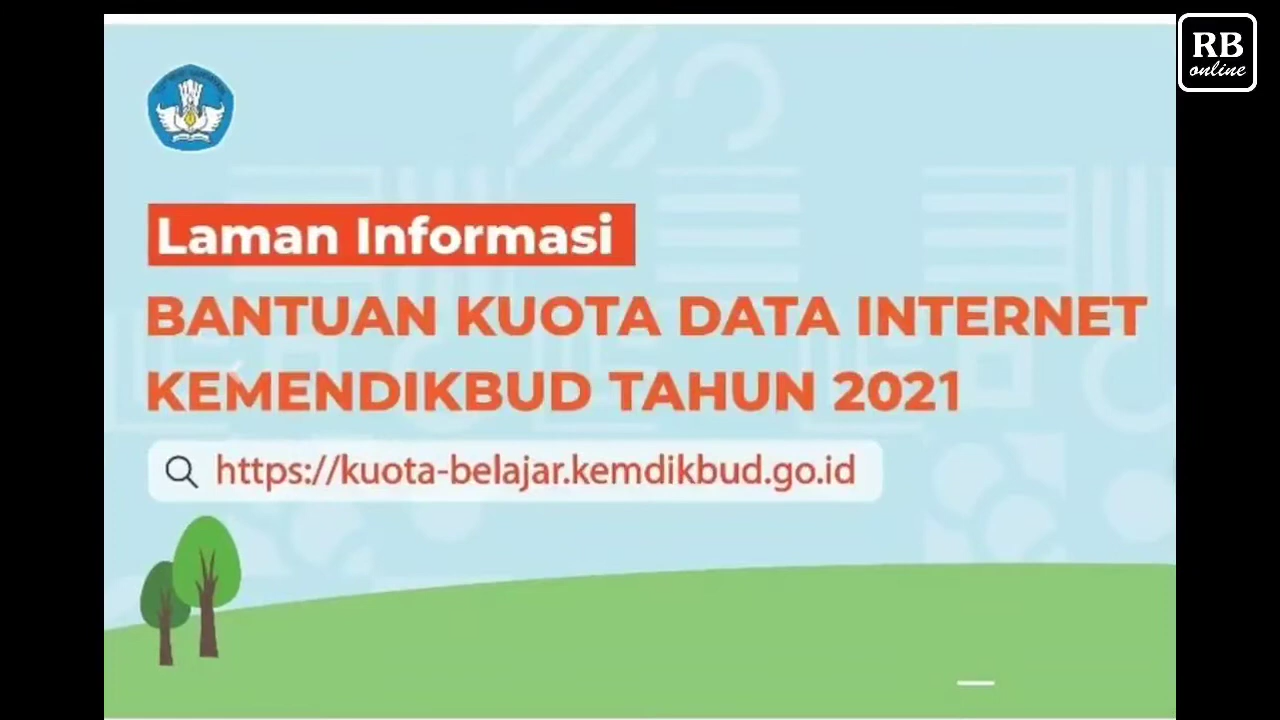 RB
online
Laman Informasi
BANTUAN KUOTA DATA INTERNET
KEMENDIKBUD TAHUN 2021
https://kuota-belajar.kemdikbud.go.id